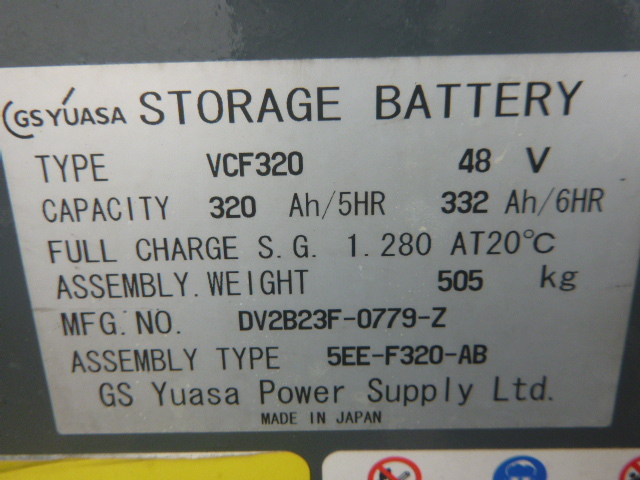 GS YUASA STORAGE BATTERY
TYPE VCF320 48 V
CAPACITY 320 Ah/5HR 332 Ah/6HR
FULL CHARGE S.G. 1.280 AT20°C
ASSEMBLY.WEIGHT 505 kg
MFG.NO. DV2B23F-0779-Z
ASSEMBLY TYPE 5EE-F320-AB
GS Yuasa Power Supply Ltd.
MADE IN JAPAN